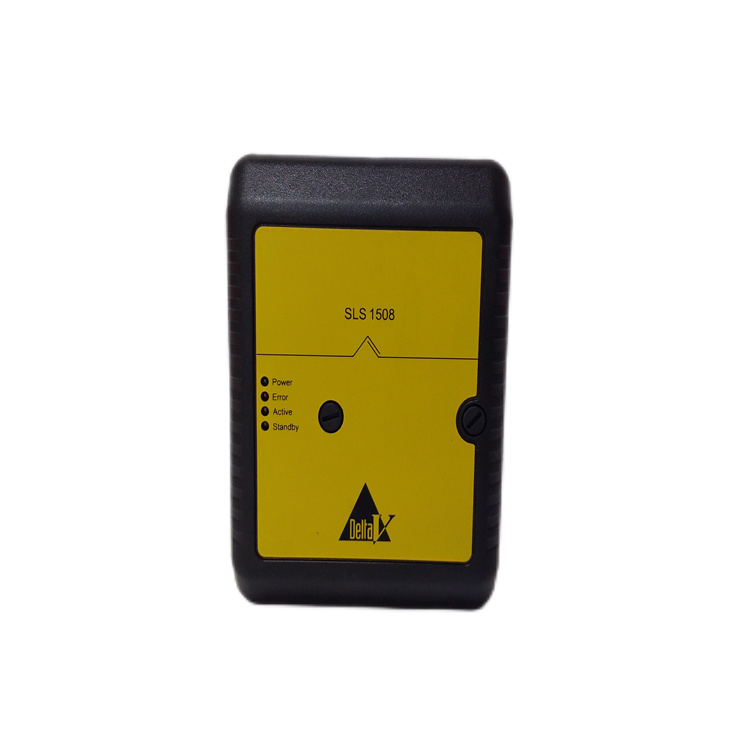 SLS 1508
Power
Error
Active
Standby
DeltaV